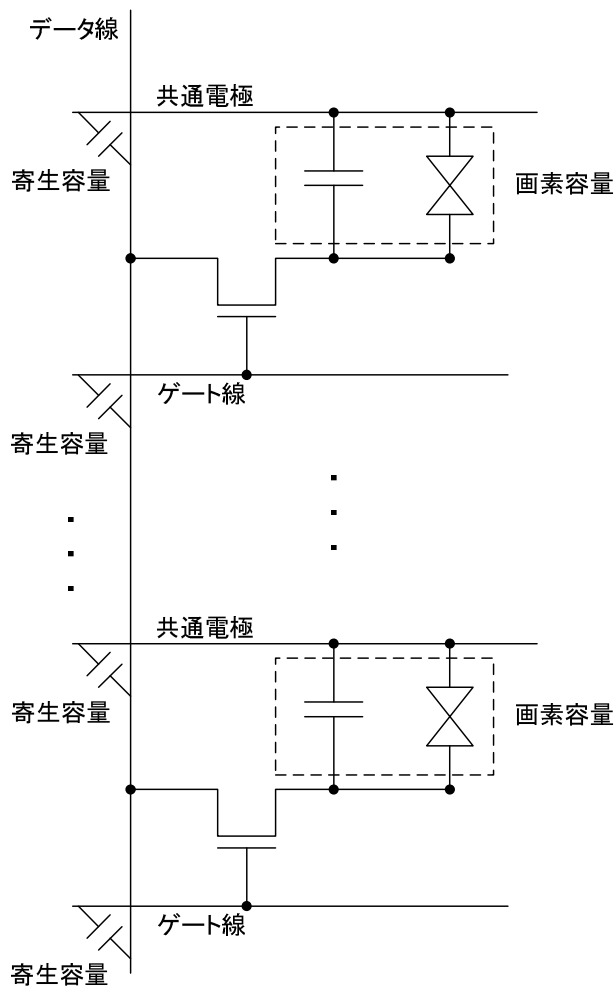 データ線
共通電極
寄生容量
画素容量
ゲート線
寄生容量
共通電極
寄生容量
画素容量
ゲート線
寄生容量